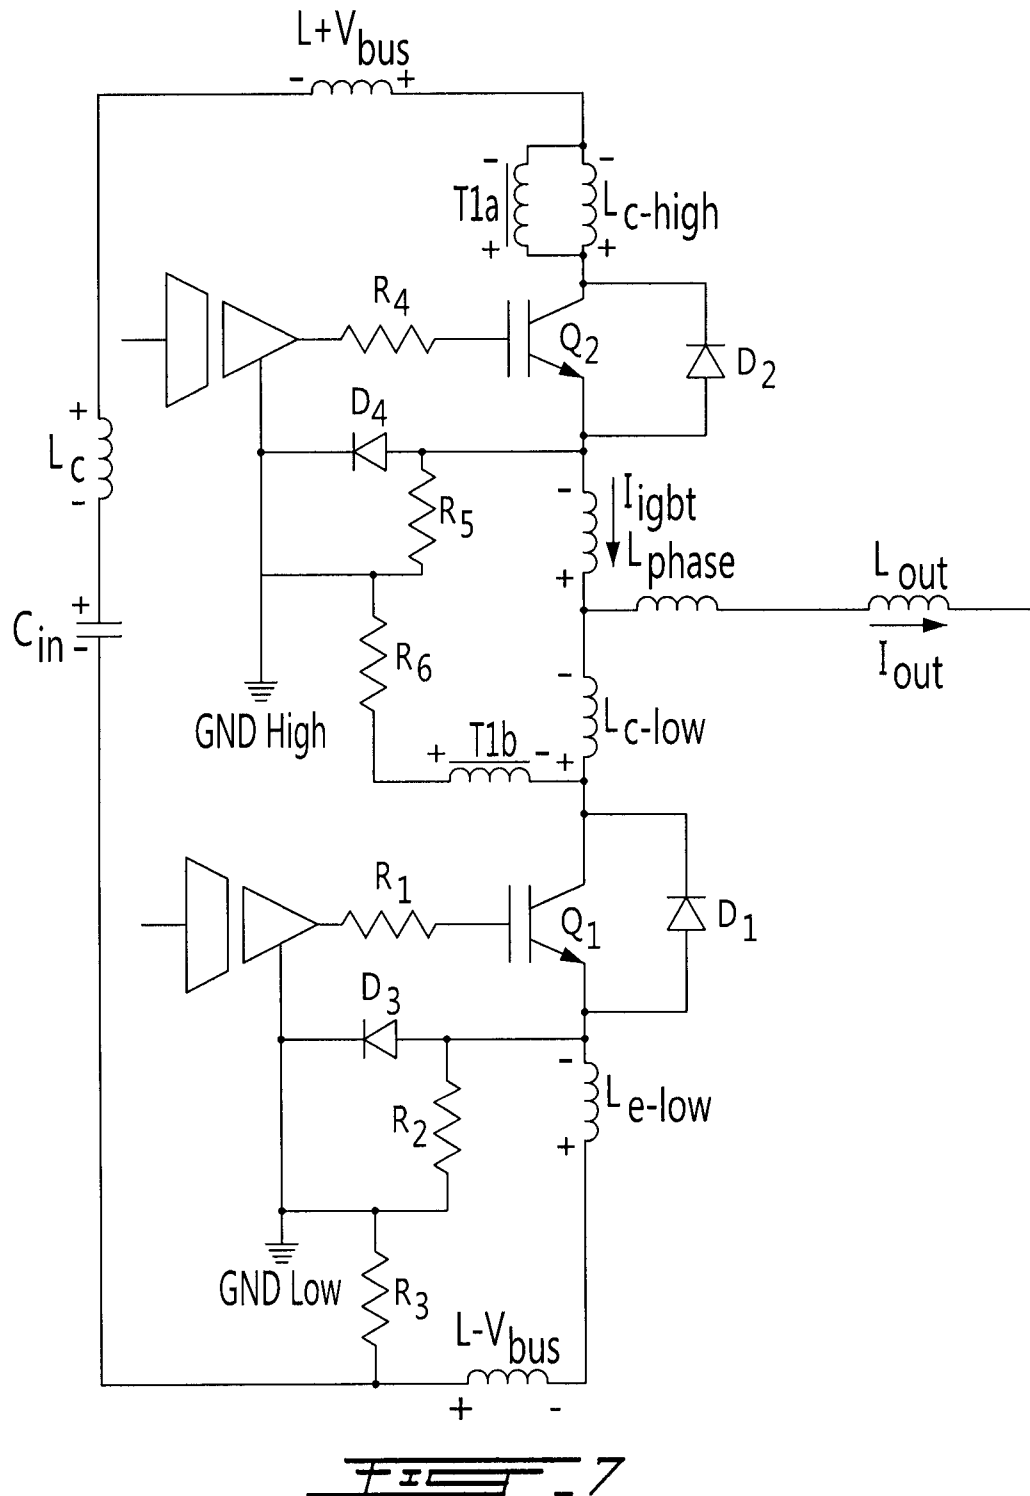 L+Vbus
- +
- -
T1a Lc-high
+ +
R4
Q2
D2
D4
+
Lc
-
R5
- Iigbt
Lphase
+
Lout
Iout
+
Cin -
R6
GND High
-
Lc-low
+ T1b - +
R1
Q1
D1
D3
-
Le-low
+
R2
GND Low
R3
L-Vbus
+ -
FIG-7